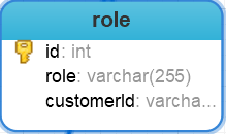 role
id: int
role: varchar(255)
customerId: varcha...